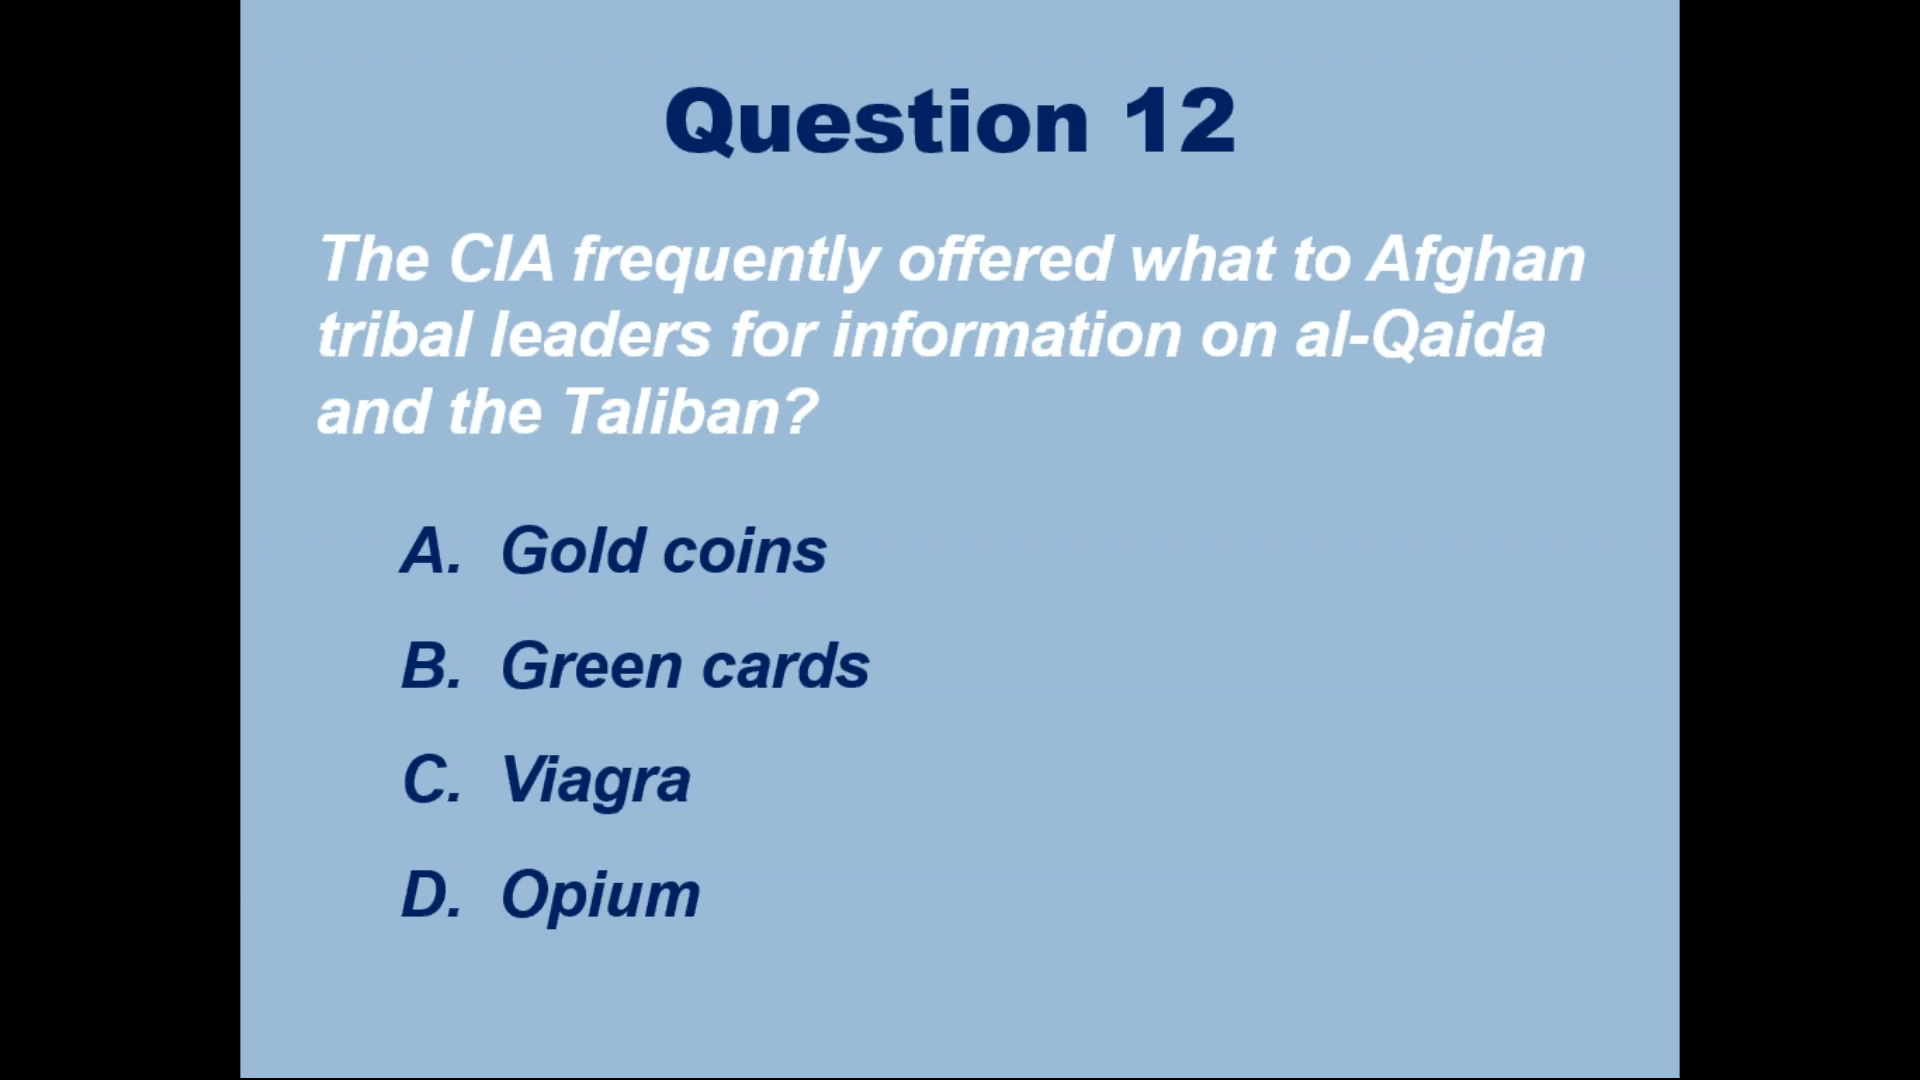 Question 12
The CIA frequently offered what to Afghan
tribal leaders for information on al-Qaida
and the Taliban?
A. Gold coins
B. Green cards
C. Viagra
D. Opium